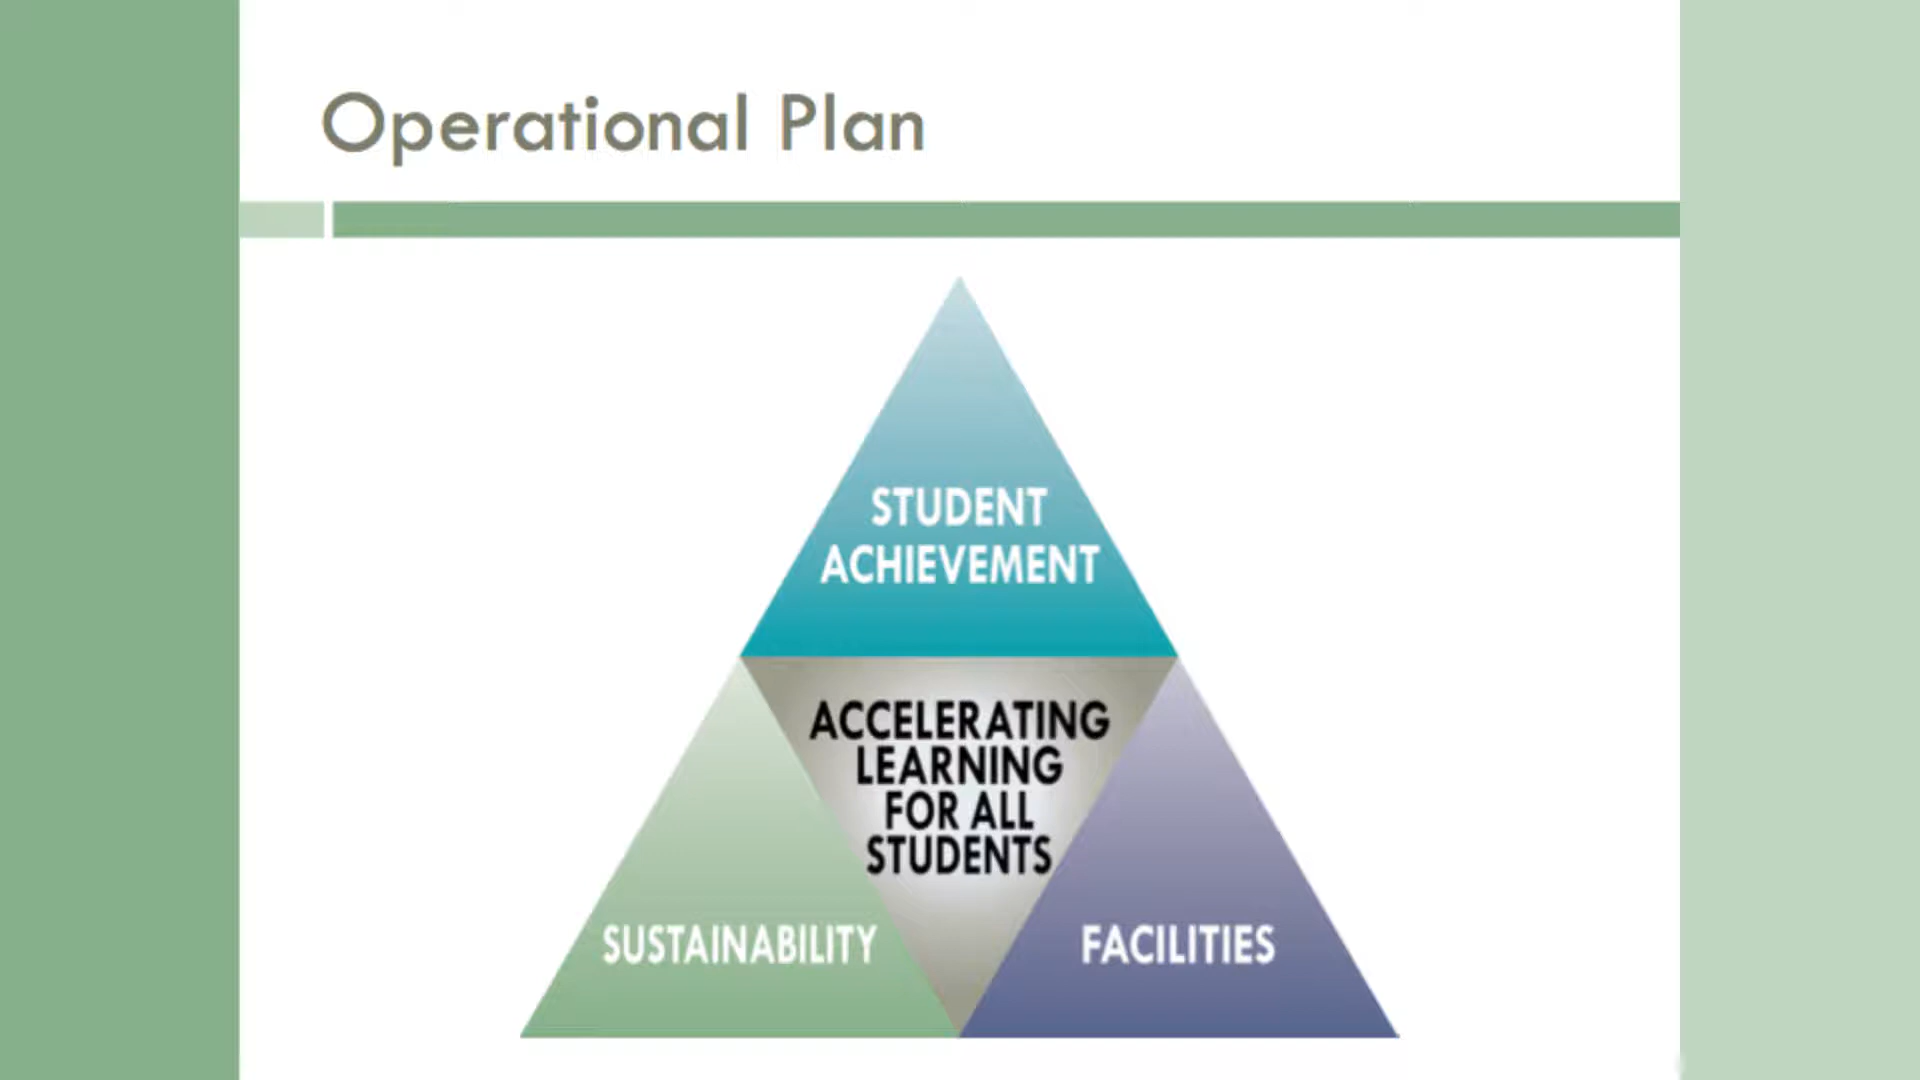 Operational Plan
STUDENT
ACHIEVEMENT
ACCELERATING
LEARNING
FOR ALL
STUDENTS
SUSTAINABILITY
FACILITIES